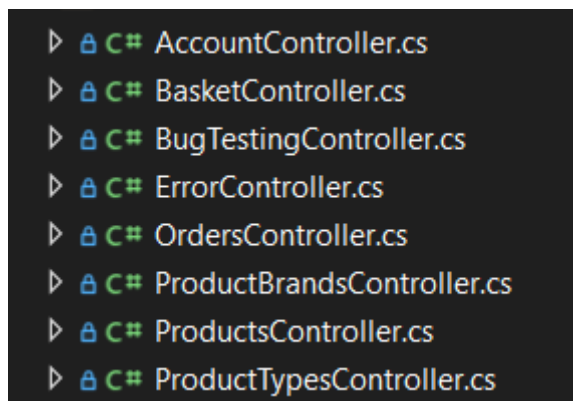 C# AccountController.cs
C# BasketController.cs
C# BugTestingController.cs
C# ErrorController.cs
C# OrdersController.cs
C# ProductBrandsController.cs
C# ProductsController.cs
C# ProductTypesController.cs